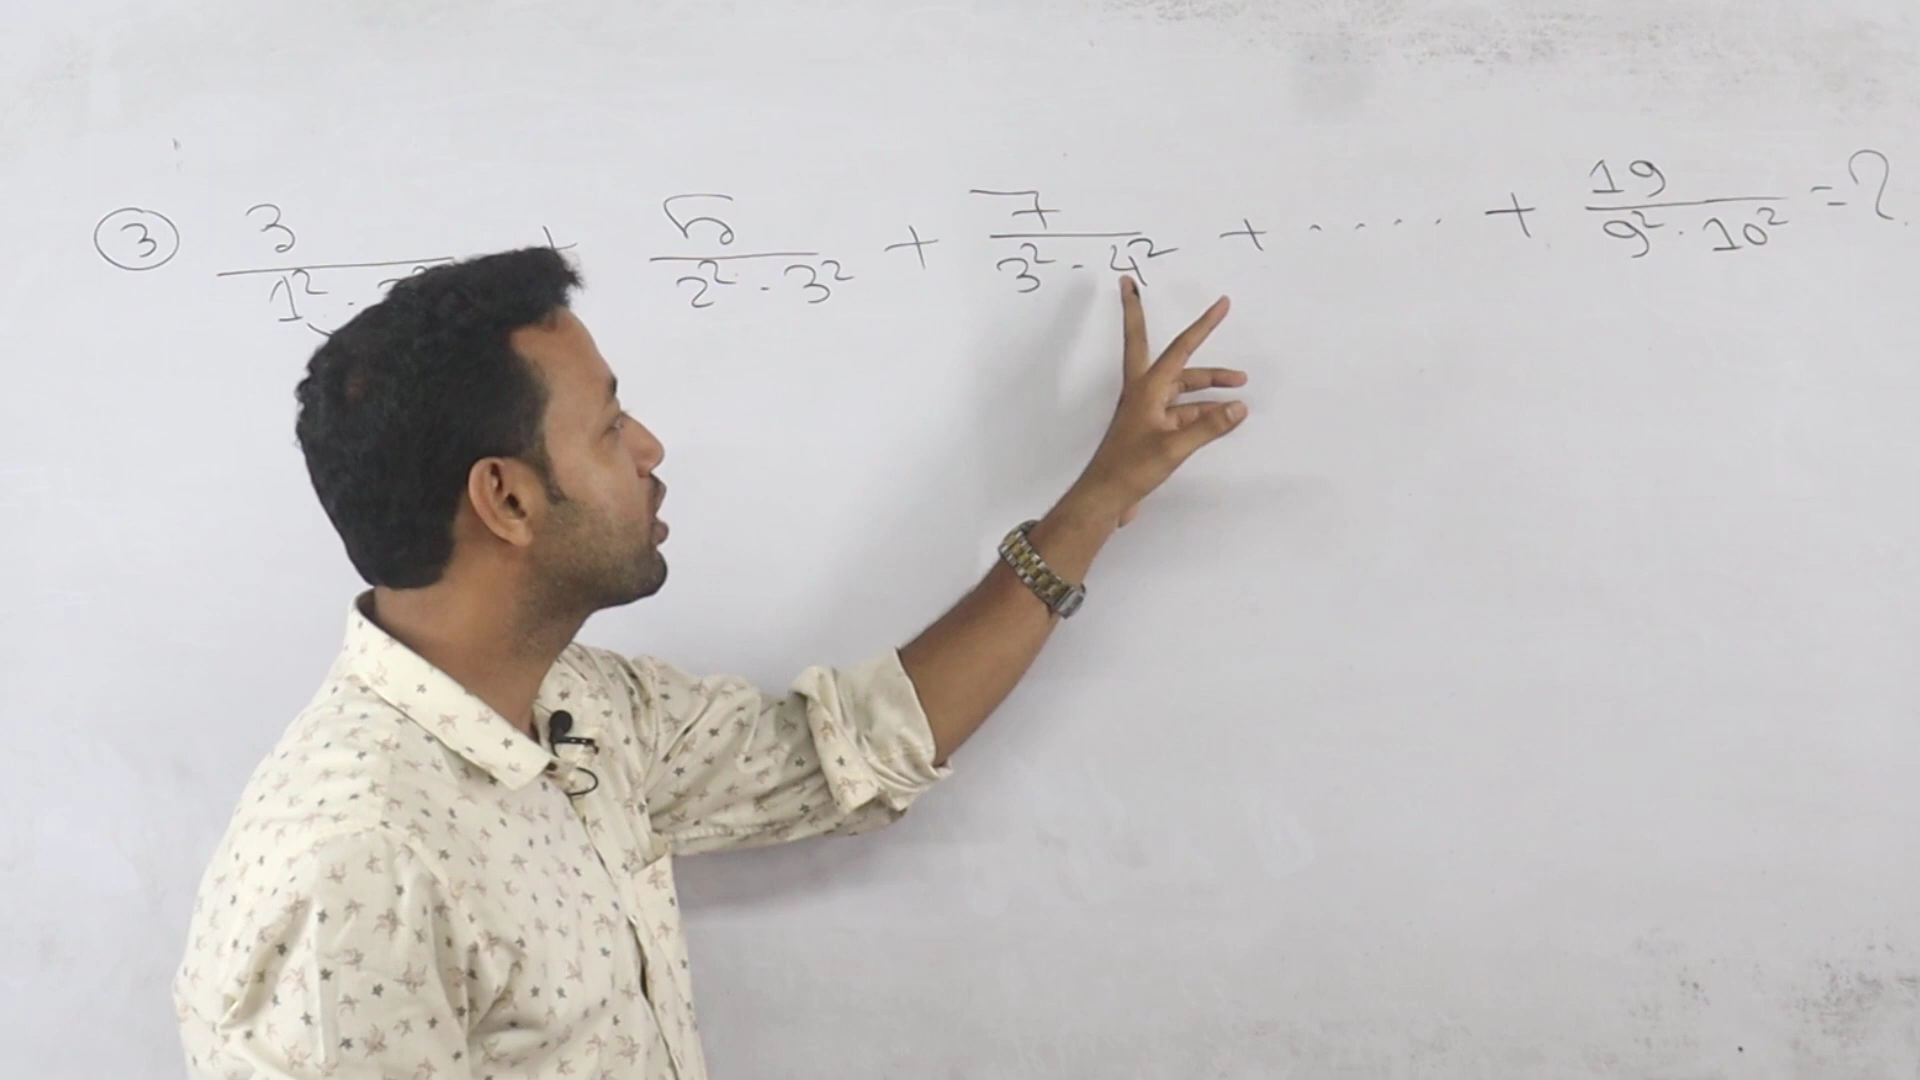 ③ 3/1² · + 5/2² · 3² + 7/3² · 4² + ····· + 19/9² · 10² = ?